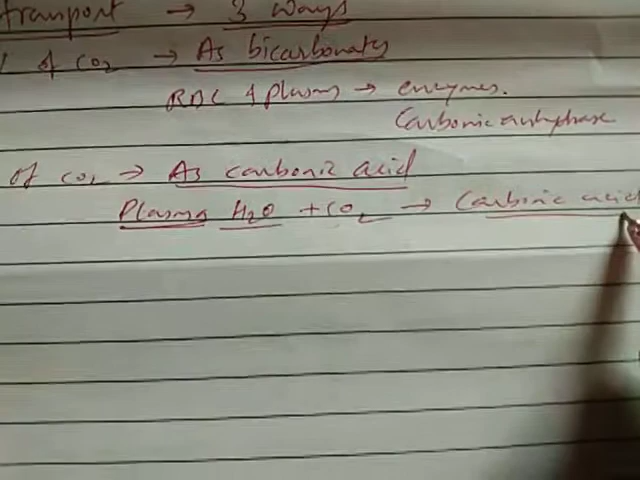 transport → 3 ways
of CO2 → As bicarbonates
RBC & plasma → enzymes.
Carbonic anhydrase
of CO2 → As carbonic acid
Plasma H2O + CO2 → Carbonic acid